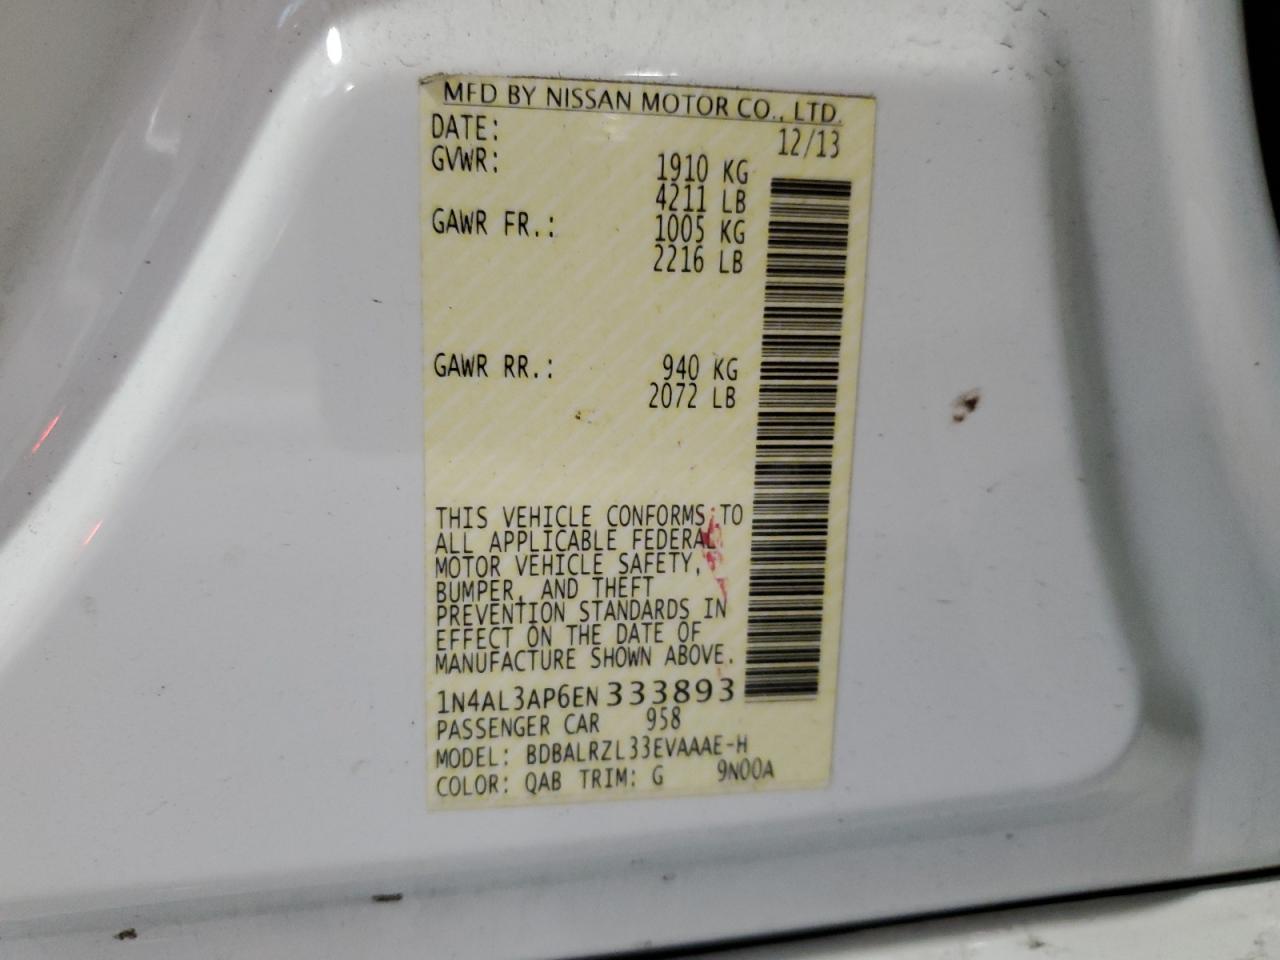 MFD BY NISSAN MOTOR CO., LTD.
DATE: 12/13
GVWR: 1910 KG
4211 LB
GAWR FR.: 1005 KG
2216 LB
GAWR RR.: 940 KG
2072 LB
THIS VEHICLE CONFORMS TO
ALL APPLICABLE FEDERAL
MOTOR VEHICLE SAFETY,
BUMPER, AND THEFT
PREVENTION STANDARDS IN
EFFECT ON THE DATE OF
MANUFACTURE SHOWN ABOVE.
1N4AL3AP6EN333893
PASSENGER CAR 958
MODEL: BDBALRZL33EVAAAE-H
COLOR: QAB TRIM: G 9N00A